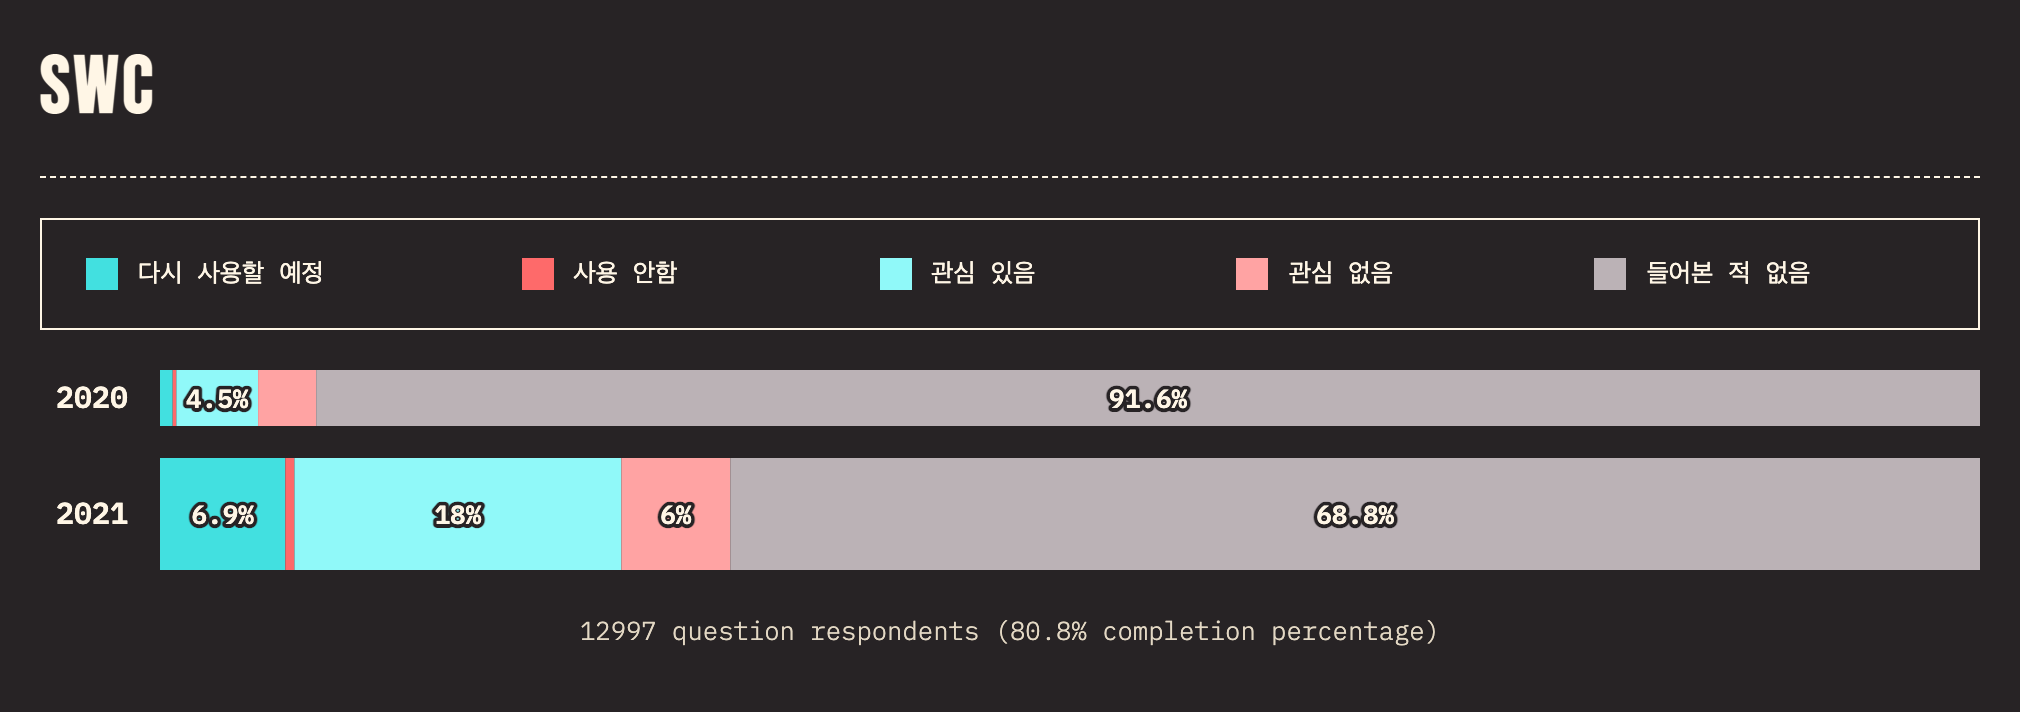 SWC
다시 사용할 예정 사용 안함 관심 있음 관심 없음 들어본 적 없음
2020 4.5% 91.6%
2021 6.9% 18% 6% 68.8%
12997 question respondents (80.8% completion percentage)